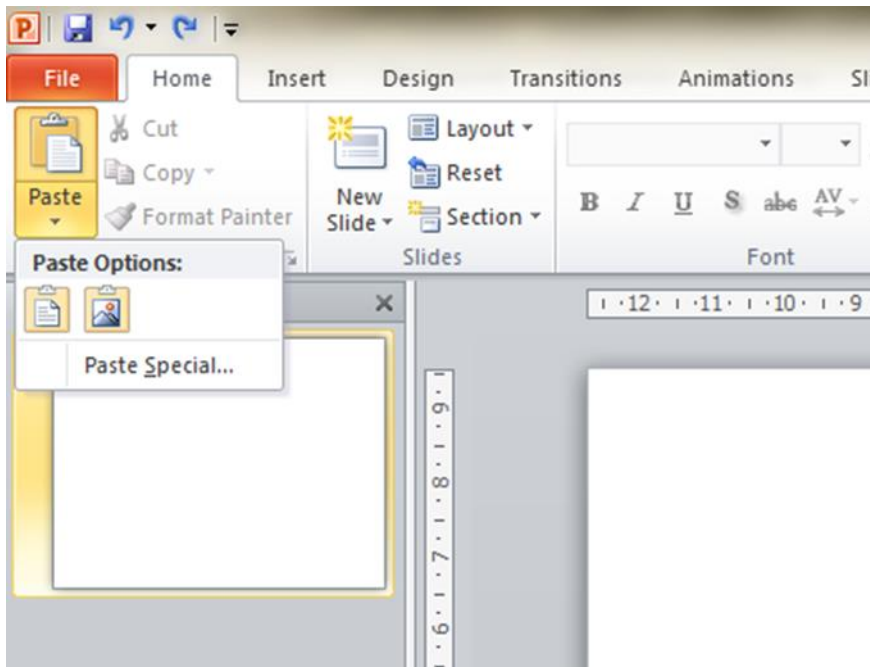 File Home Insert Design Transitions Animations Sl
Cut
Copy
Format Painter
Paste
New
Slide
Layout
Reset
Section
B I U S abc AV
Slides Font
Paste Options:
Paste Special...
12 11 10 9
9
8
7
6